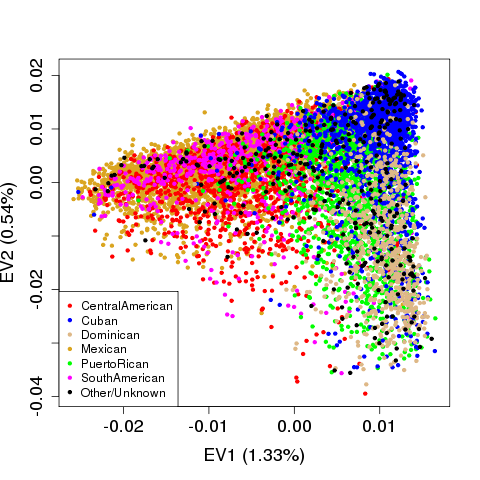 0.02
0.01
0.00
-0.02
-0.04
EV2 (0.54%)
CentralAmerican
Cuban
Dominican
Mexican
PuertoRican
SouthAmerican
Other/Unknown
-0.02
-0.01
0.00
0.01
EV1 (1.33%)